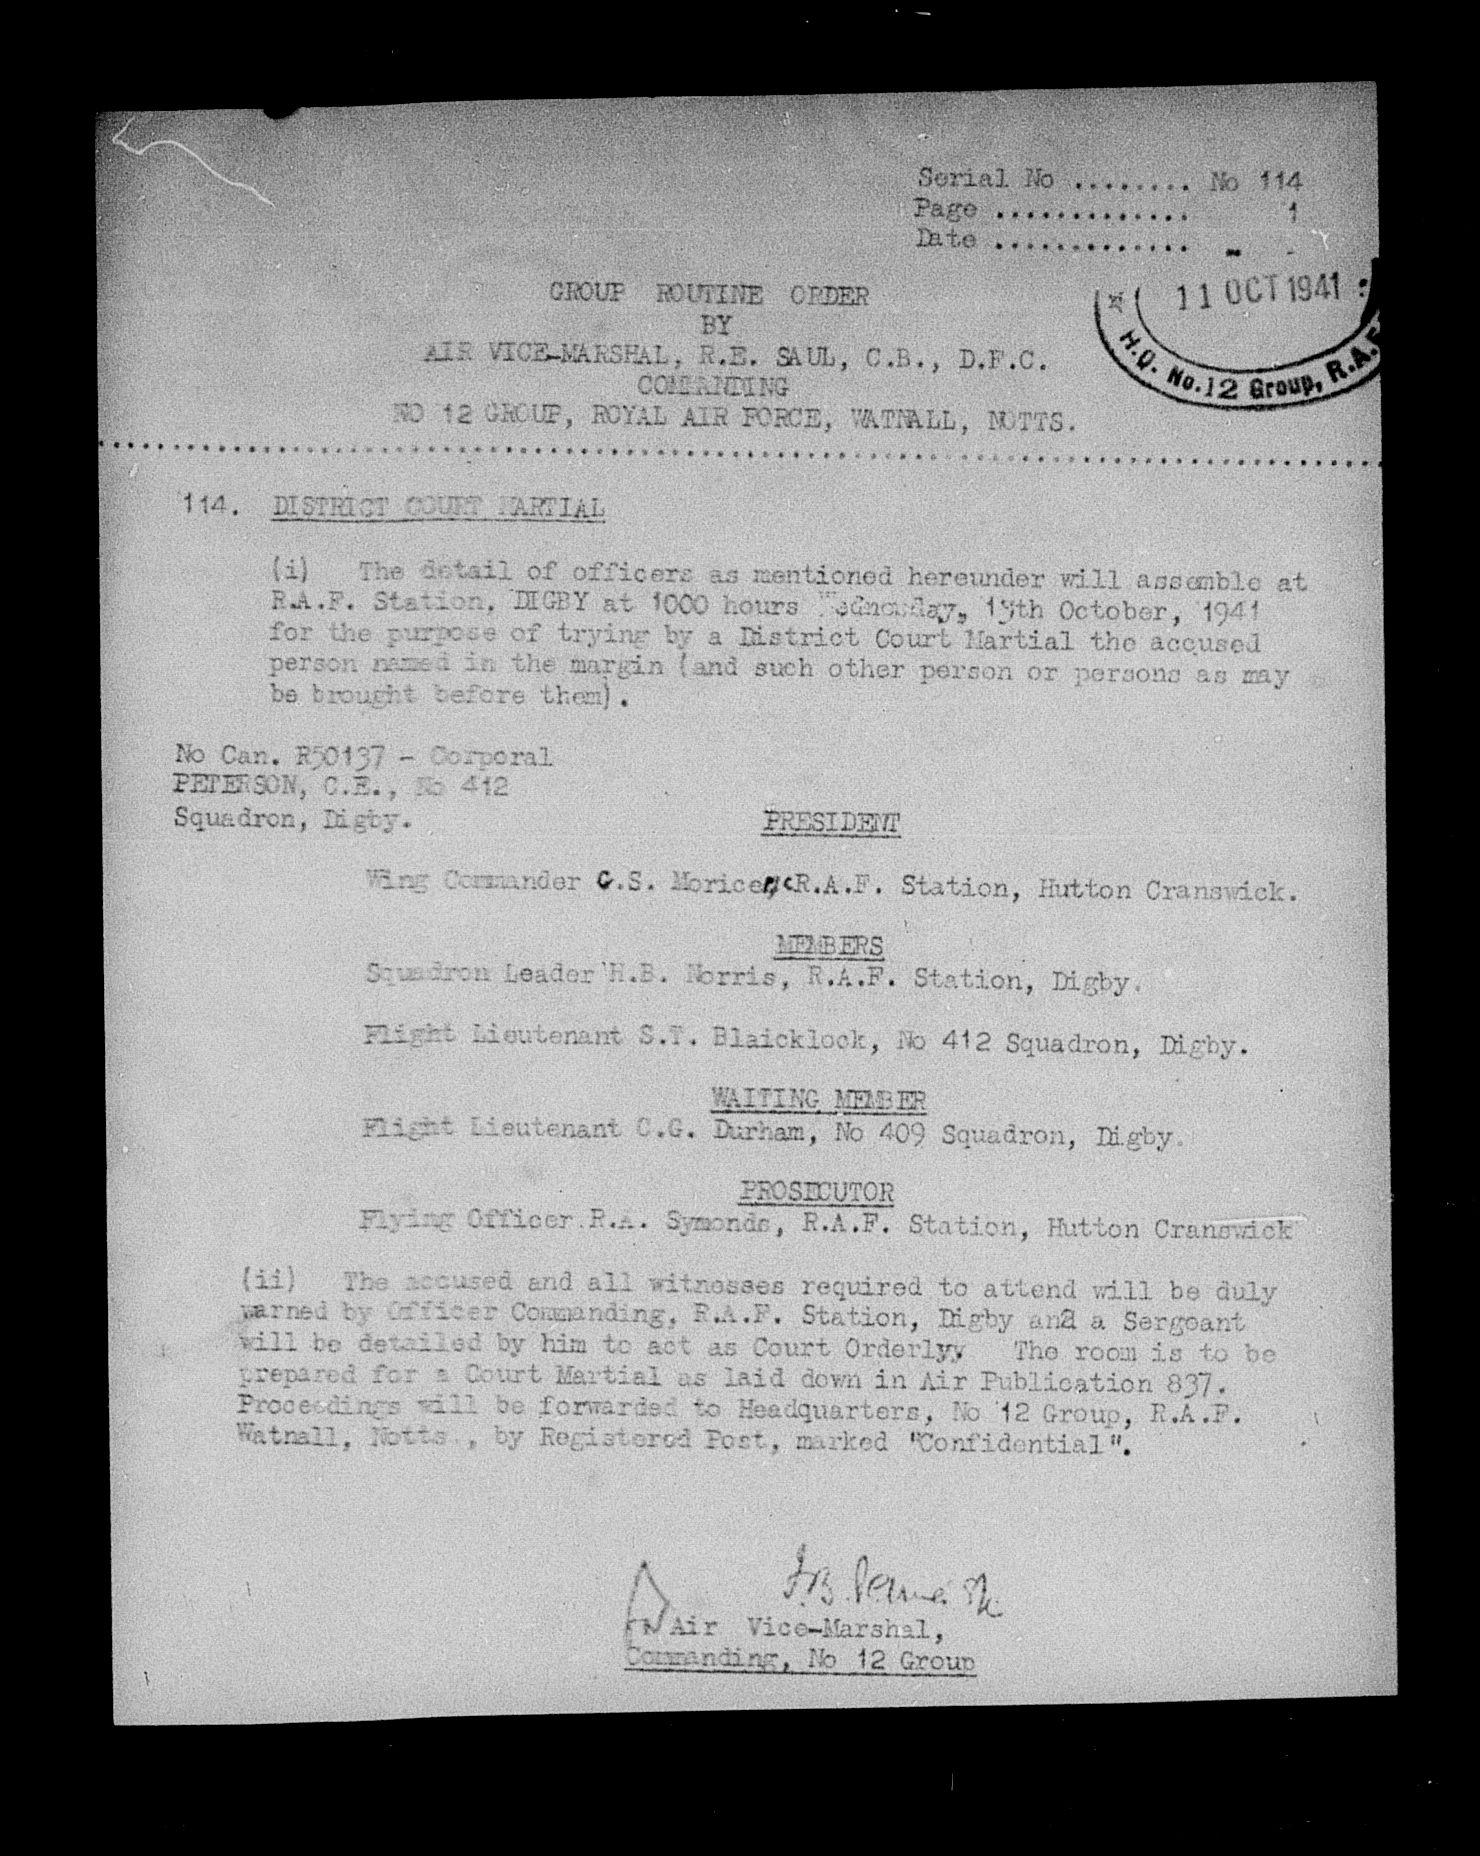 Serial No ........ No 114
Page ............. 1
Date ............. - -
11 OCT 1941
H.Q. No.12 Group, R.A.F.
GROUP ROUTINE ORDER
BY
AIR VICE-MARSHAL, R.E. SAUL, C.B., D.F.C.
COMMANDING
NO 12 GROUP, ROYAL AIR FORCE, WATNALL, NOTTS.
114. DISTRICT COURT MARTIAL
(i) The detail of officers as mentioned hereunder will assemble at
R.A.F. Station, DIGBY at 1000 hours Wednesday, 15th October, 1941
for the purpose of trying by a District Court Martial the accused
person named in the margin (and such other person or persons as may
be brought before them).
No Can. R50137 - Corporal
PETERSON, C.E., No 412
Squadron, Digby.
PRESIDENT
Wing Commander C.S. Morice, R.A.F. Station, Hutton Cranswick.
MEMBERS
Squadron Leader H.B. Norris, R.A.F. Station, Digby.
Flight Lieutenant S.T. Blaicklock, No 412 Squadron, Digby.
WAITING MEMBER
Flight Lieutenant C.G. Durham, No 409 Squadron, Digby.
PROSECUTOR
Flying Officer R.A. Symonds, R.A.F. Station, Hutton Cranswick
(ii) The accused and all witnesses required to attend will be duly
warned by Officer Commanding, R.A.F. Station, Digby and a Sergeant
will be detailed by him to act as Court Orderlyy The room is to be
prepared for a Court Martial as laid down in Air Publication 837.
Proceedings will be forwarded to Headquarters, No 12 Group, R.A.F.
Watnall, Notts., by Registered Post, marked "Confidential".
Air Vice-Marshal,
Commanding, No 12 Group